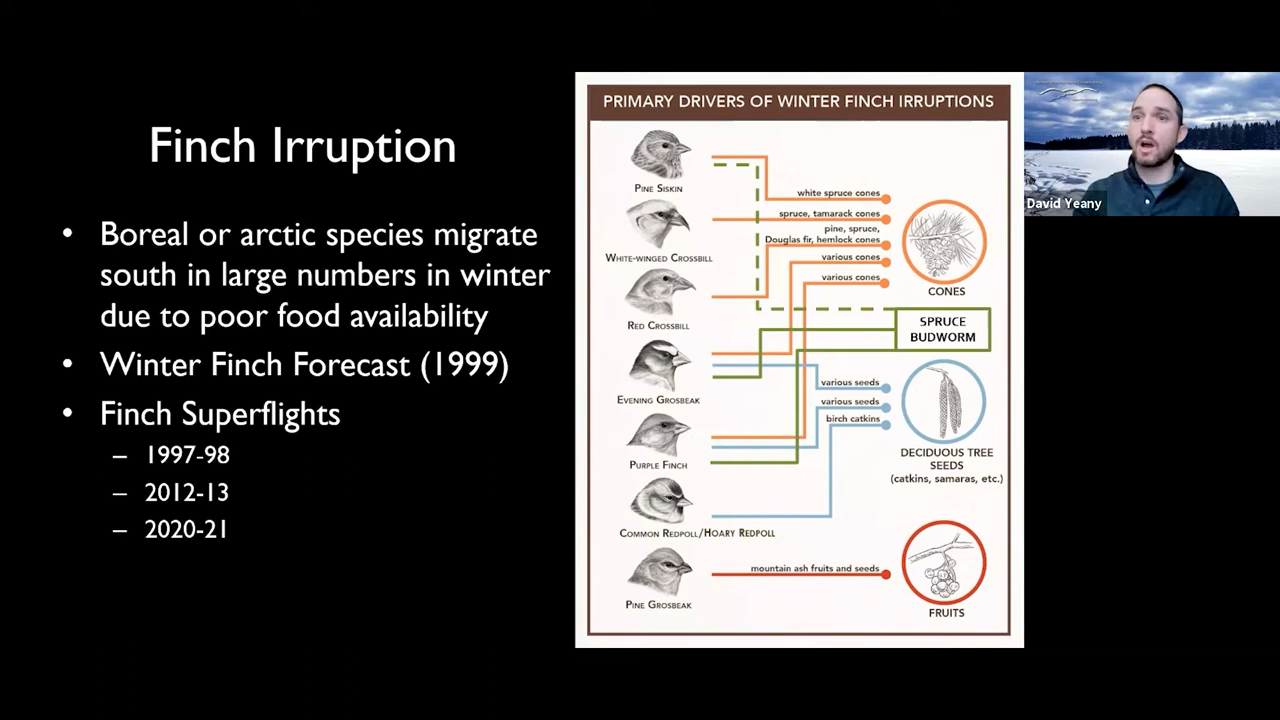 Finch Irruption
• Boreal or arctic species migrate
south in large numbers in winter
due to poor food availability
• Winter Finch Forecast (1999)
• Finch Superflights
– 1997-98
– 2012-13
– 2020-21
PRIMARY DRIVERS OF WINTER FINCH IRRUPTIONS
PINE SISKIN
WHITE-WINGED CROSSBILL
RED CROSSBILL
EVENING GROSBEAK
PURPLE FINCH
COMMON REDPOLL/HOARY REDPOLL
PINE GROSBEAK
white spruce cones
spruce, tamarack cones
pine, spruce,
Douglas fir, hemlock cones
various cones
various cones
CONES
SPRUCE
BUDWORM
various seeds
various seeds
birch catkins
DECIDUOUS TREE
SEEDS
(catkins, samaras, etc.)
mountain ash fruits and seeds
FRUITS
David Yeany